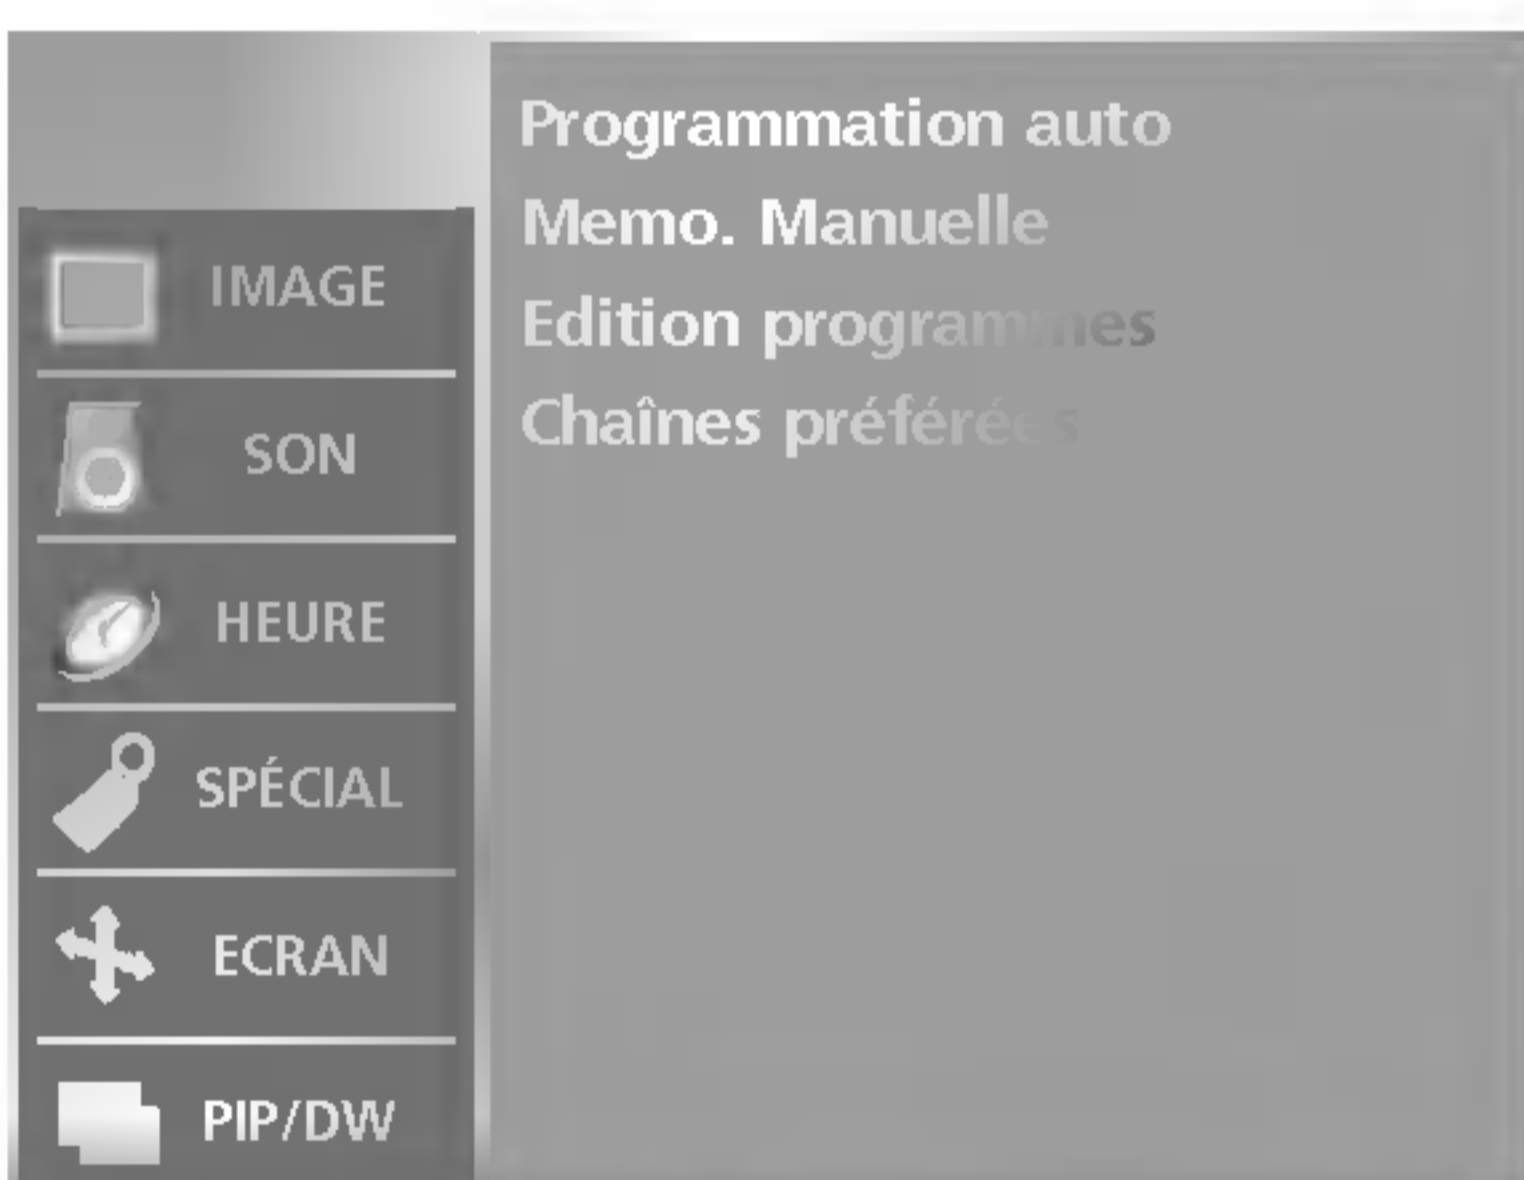 Programmation auto
Memo. Manuelle
Edition programmes
Chaînes préférées
IMAGE
SON
HEURE
SPÉCIAL
ECRAN
PIP/DW